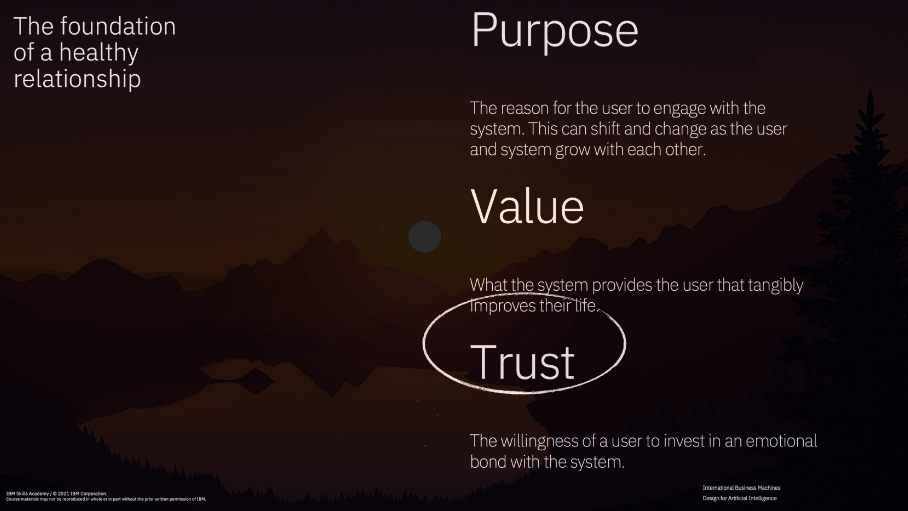 The foundation
of a healthy
relationship
Purpose
The reason for the user to engage with the
system. This can shift and change as the user
and system grow with each other.
Value
What the system provides the user that tangibly
improves their life.
Trust
The willingness of a user to invest in an emotional
bond with the system.
IBM Skills Academy / © 2021 IBM Corporation.
Course materials may not be reproduced in whole or in part without the prior written permission of IBM.
International Business Machines
Design for Artificial Intelligence